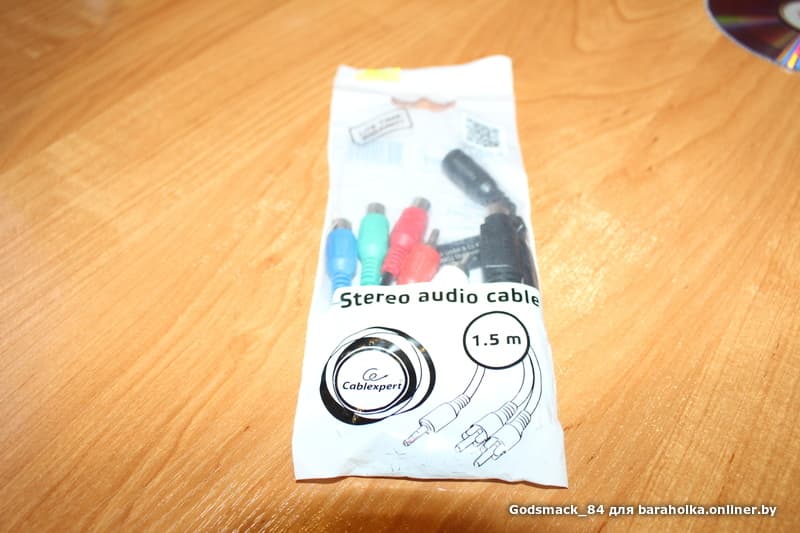 Stereo audio cable
1.5 m
Cablexpert
Godsmack_84 для baraholka.onliner.by